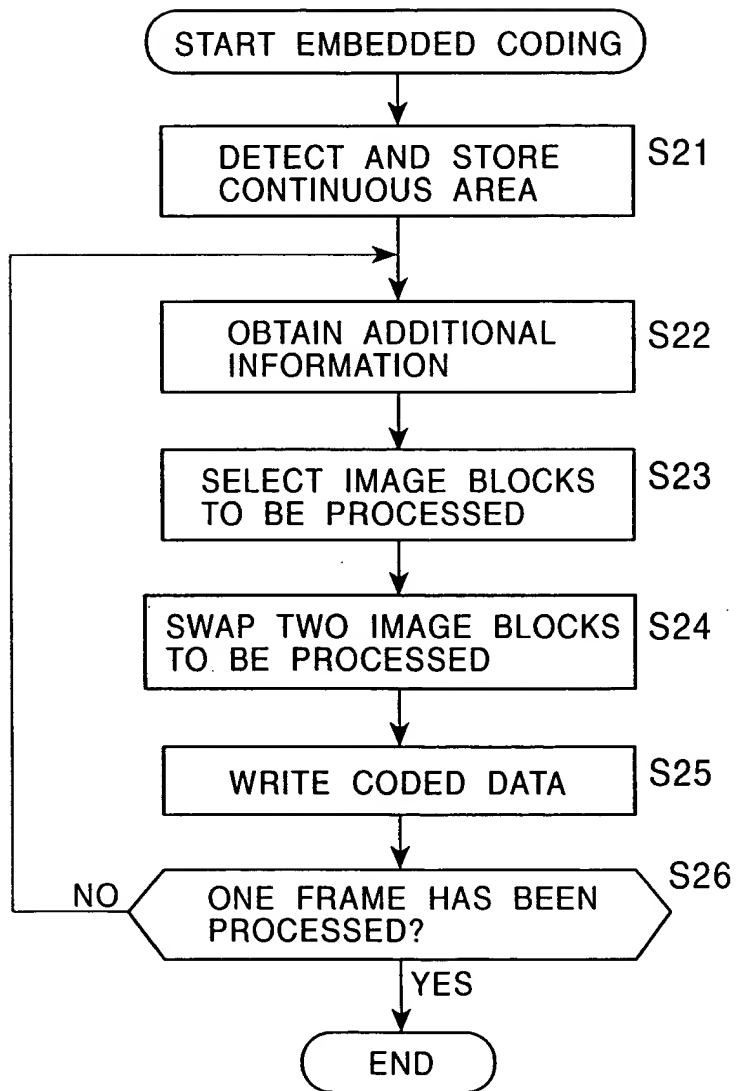 START EMBEDDED CODING
DETECT AND STORE
CONTINUOUS AREA
S21
OBTAIN ADDITIONAL
INFORMATION
S22
SELECT IMAGE BLOCKS
TO BE PROCESSED
S23
SWAP TWO IMAGE BLOCKS
TO BE PROCESSED
S24
WRITE CODED DATA
S25
ONE FRAME HAS BEEN
PROCESSED?
S26
NO
YES
END